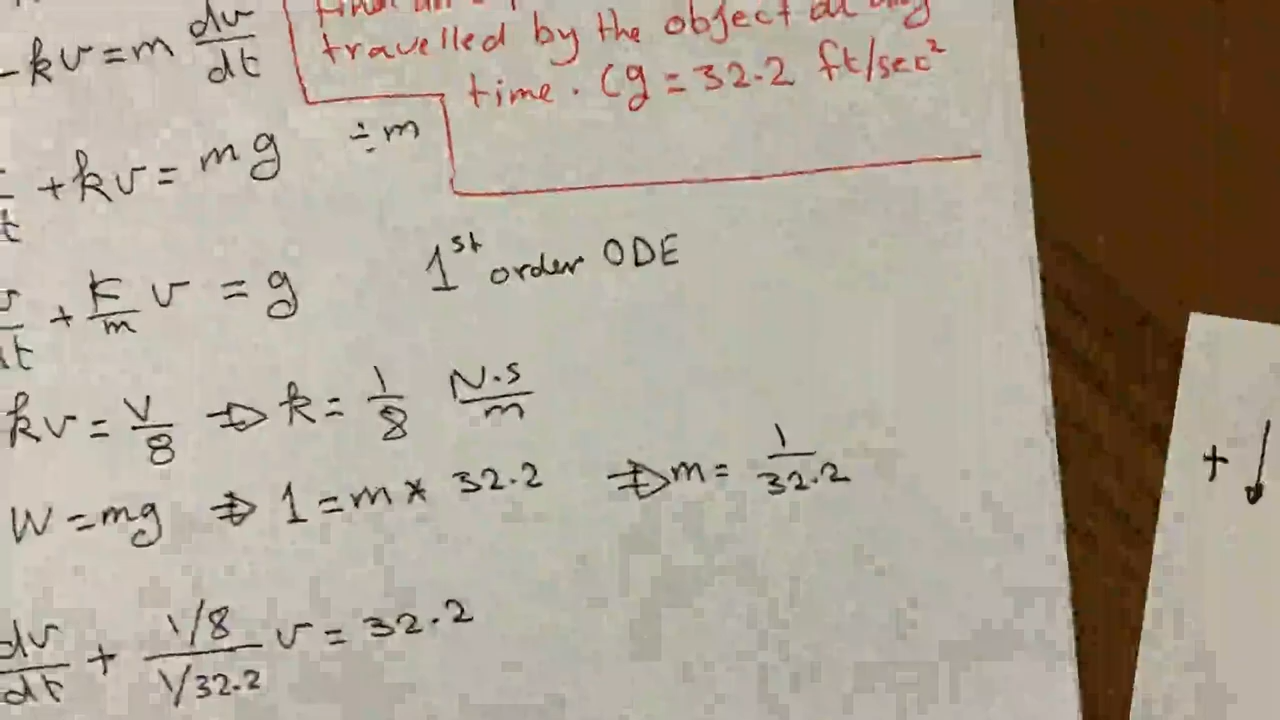 travelled by the object at any
time. (g = 32.2 ft/sec²
- kv = m dv/dt
+ kv = mg ÷m
+ k/m v = g
1st order ODE
kv = v/8 ⇒ k = 1/8 N.s/m
W = mg ⇒ 1 = m × 32.2 ⇒ m = 1/32.2
dv/dt + (1/8)/(1/32.2) v = 32.2
+ ↓